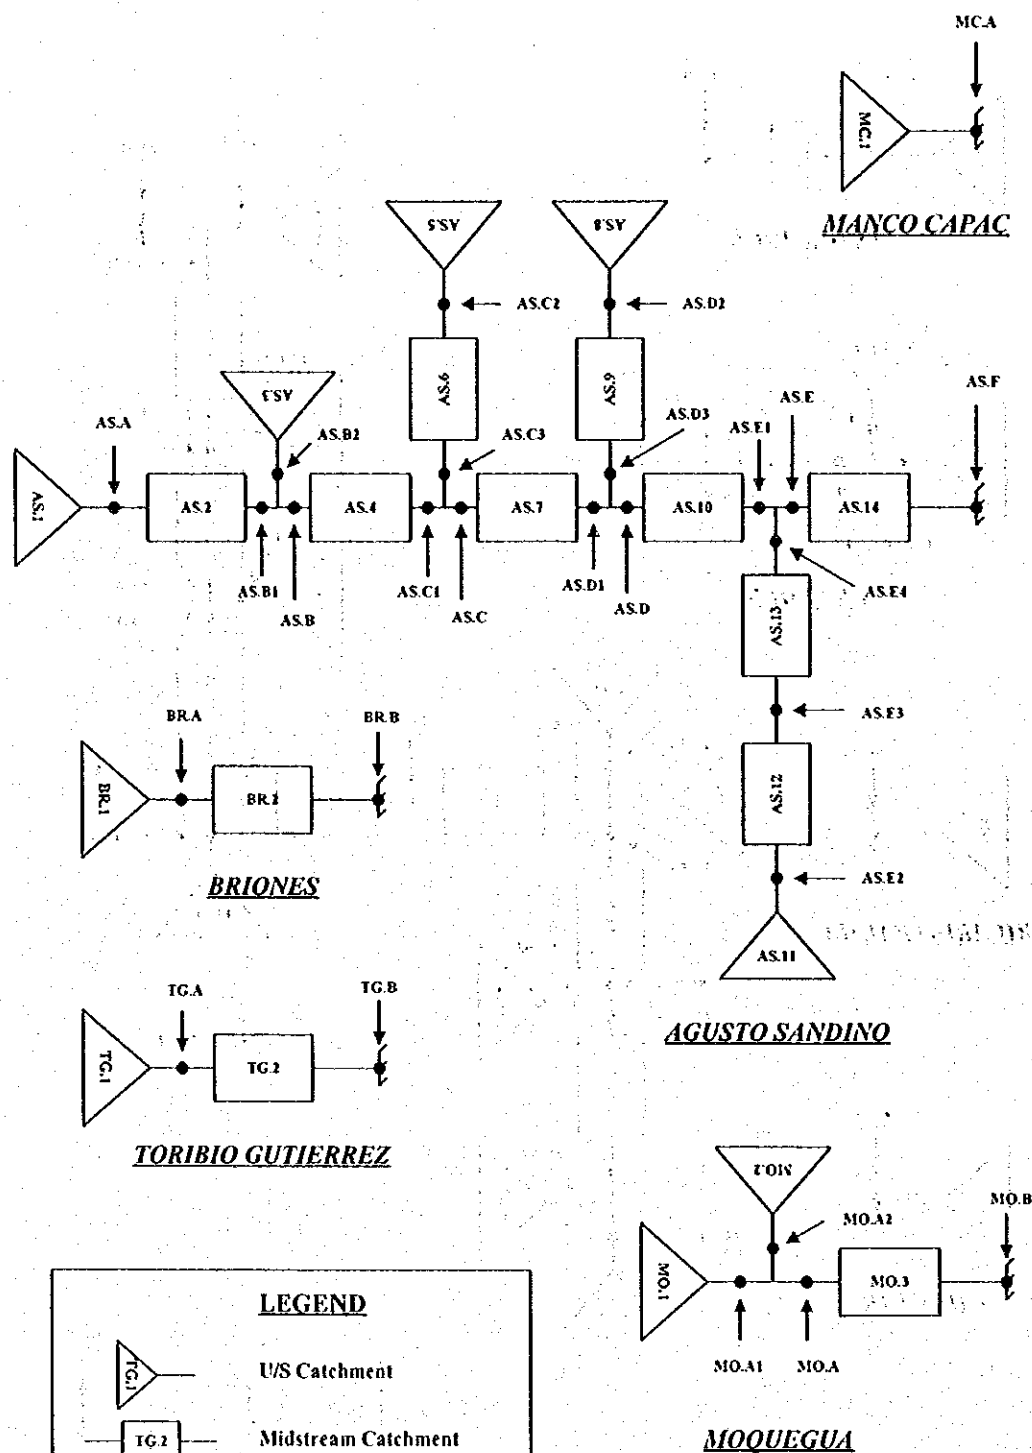 MC.A
MC.1
MANCO CAPAC
AS.5
AS.8
AS.C2
AS.D2
AS.3
AS.6
AS.9
AS.F
AS.A
AS.B2
AS.C3
AS.D3
AS.E1
AS.E
AS.1
AS.2
AS.4
AS.7
AS.10
AS.14
AS.B1
AS.B
AS.C1
AS.C
AS.D1
AS.D
AS.E4
AS.13
BR.A
BR.B
AS.E3
BR.1
BR.2
AS.12
BRIONES
AS.E2
AS.11
TG.A
TG.B
AGUSTO SANDINO
TG.1
TG.2
TORIBIO GUTIERREZ
MO.2
MO.A2
MO.B
MO.1
MO.3
MO.A1
MO.A
MOQUEGUA
LEGEND
TG.1
U/S Catchment
TG.2
Midstream Catchment